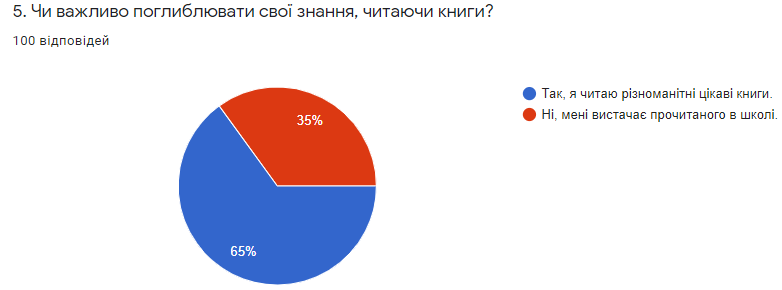 5. Чи важливо поглиблювати свої знання, читаючи книги?
100 відповідей
Так, я читаю різноманітні цікаві книги.
Ні, мені вистачає прочитаного в школі.
35%
65%